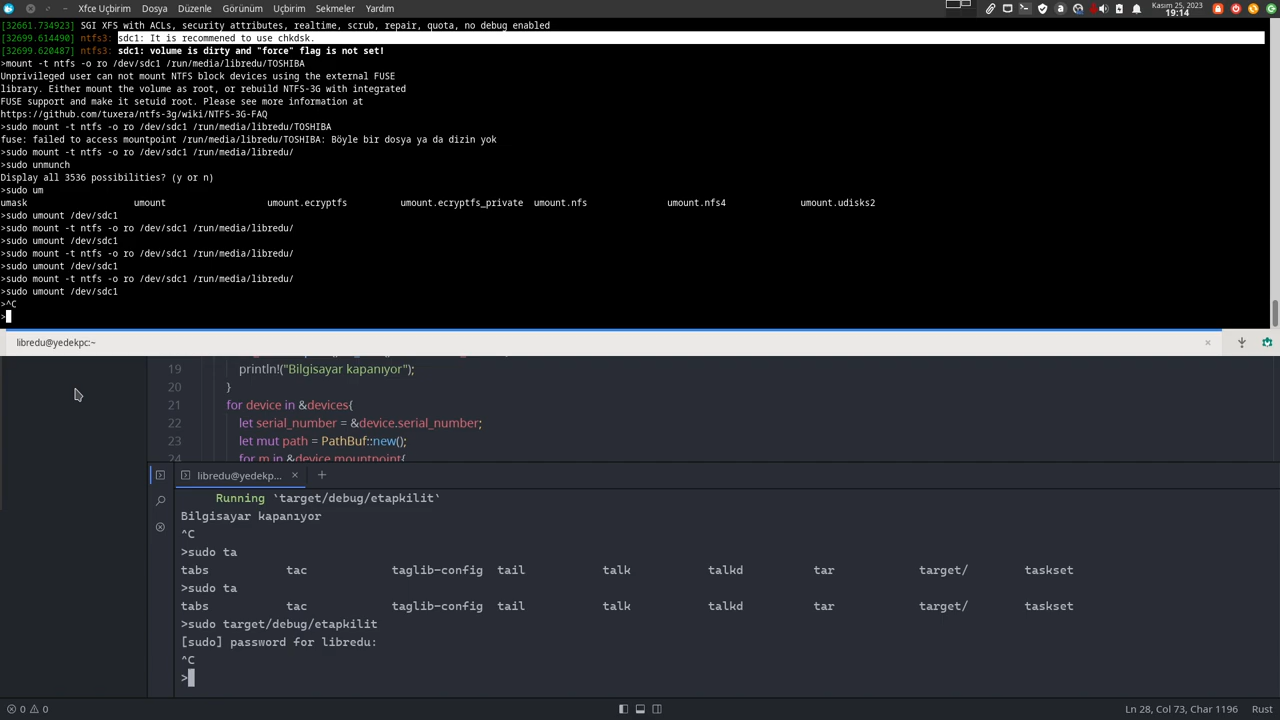 Xfce Uçbirim Dosya Düzenle Görünüm Uçbirim Sekmeler Yardım
Kasım 25, 2023
19:14
[32661.734923] SGI XFS with ACLs, security attributes, realtime, scrub, repair, quota, no debug enabled
[32699.614490] ntfs3: sdc1: It is recommened to use chkdsk.
[32699.620487] ntfs3: sdc1: volume is dirty and "force" flag is not set!
>mount -t ntfs -o ro /dev/sdc1 /run/media/libredu/TOSHIBA
Unprivileged user can not mount NTFS block devices using the external FUSE
library. Either mount the volume as root, or rebuild NTFS-3G with integrated
FUSE support and make it setuid root. Please see more information at
https://github.com/tuxera/ntfs-3g/wiki/NTFS-3G-FAQ
>sudo mount -t ntfs -o ro /dev/sdc1 /run/media/libredu/TOSHIBA
fuse: failed to access mountpoint /run/media/libredu/TOSHIBA: Böyle bir dosya ya da dizin yok
>sudo mount -t ntfs -o ro /dev/sdc1 /run/media/libredu/
>sudo unmunch
Display all 3536 possibilities? (y or n)
>sudo um
umask umount umount.ecryptfs umount.ecryptfs_private umount.nfs umount.nfs4 umount.udisks2
>sudo umount /dev/sdc1
>sudo mount -t ntfs -o ro /dev/sdc1 /run/media/libredu/
>sudo umount /dev/sdc1
>sudo mount -t ntfs -o ro /dev/sdc1 /run/media/libredu/
>sudo umount /dev/sdc1
>sudo mount -t ntfs -o ro /dev/sdc1 /run/media/libredu/
>sudo umount /dev/sdc1
>^C
>
libredu@yedekpc:~
19 println!("Bilgisayar kapanıyor");
20 }
21 for device in &devices{
22 let serial_number = &device.serial_number;
23 let mut path = PathBuf::new();
24 for m in &device.mountpoint{
libredu@yedekp...
Running `target/debug/etapkilit`
Bilgisayar kapanıyor
^C
>sudo ta
tabs tac taglib-config tail talk talkd tar target/ taskset
>sudo ta
tabs tac taglib-config tail talk talkd tar target/ taskset
>sudo target/debug/etapkilit
[sudo] password for libredu:
^C
>
0 0
Ln 28, Col 73, Char 1196 Rust